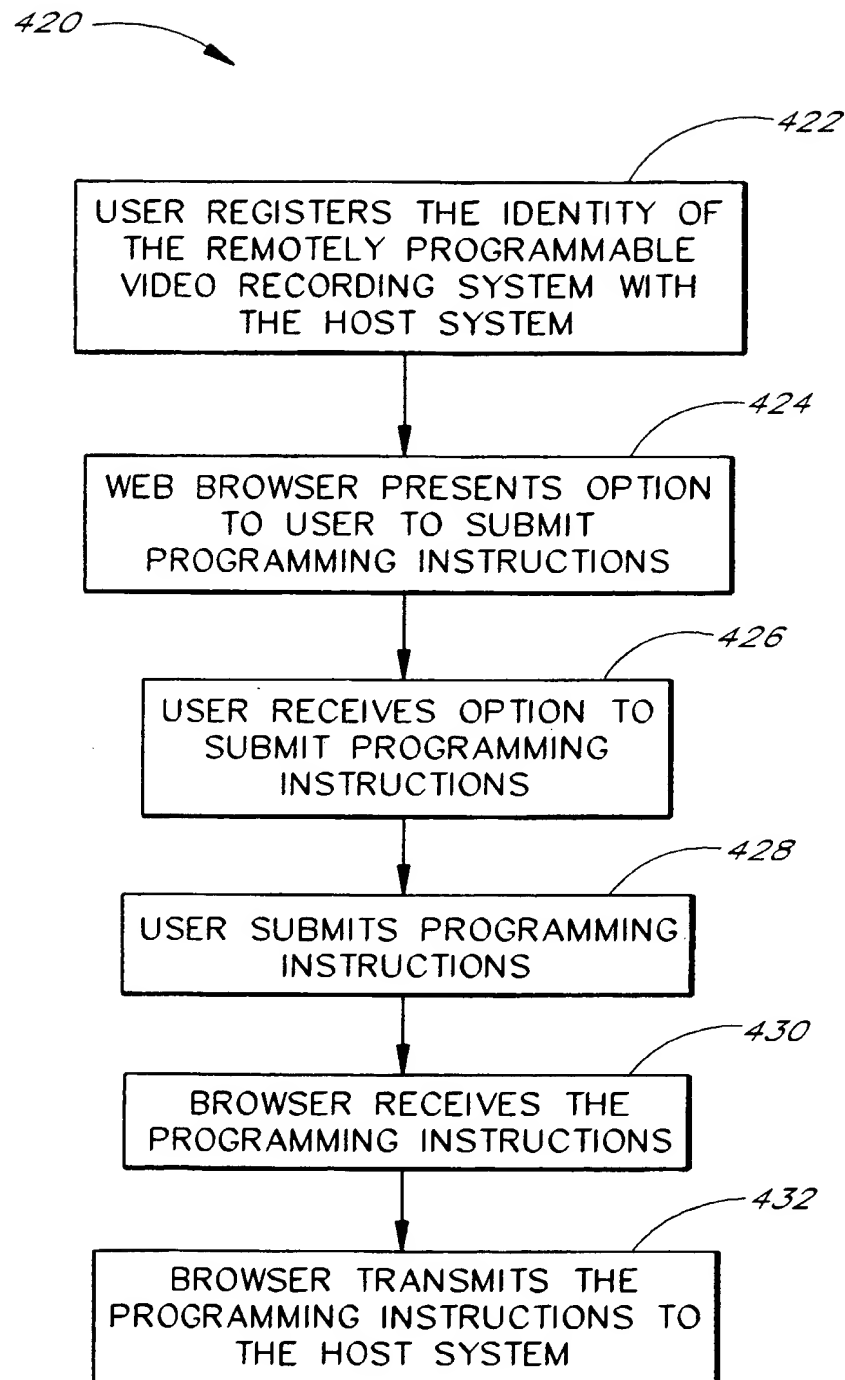 420
422
USER REGISTERS THE IDENTITY OF
THE REMOTELY PROGRAMMABLE
VIDEO RECORDING SYSTEM WITH
THE HOST SYSTEM
424
WEB BROWSER PRESENTS OPTION
TO USER TO SUBMIT
PROGRAMMING INSTRUCTIONS
426
USER RECEIVES OPTION TO
SUBMIT PROGRAMMING
INSTRUCTIONS
428
USER SUBMITS PROGRAMMING
INSTRUCTIONS
430
BROWSER RECEIVES THE
PROGRAMMING INSTRUCTIONS
432
BROWSER TRANSMITS THE
PROGRAMMING INSTRUCTIONS TO
THE HOST SYSTEM